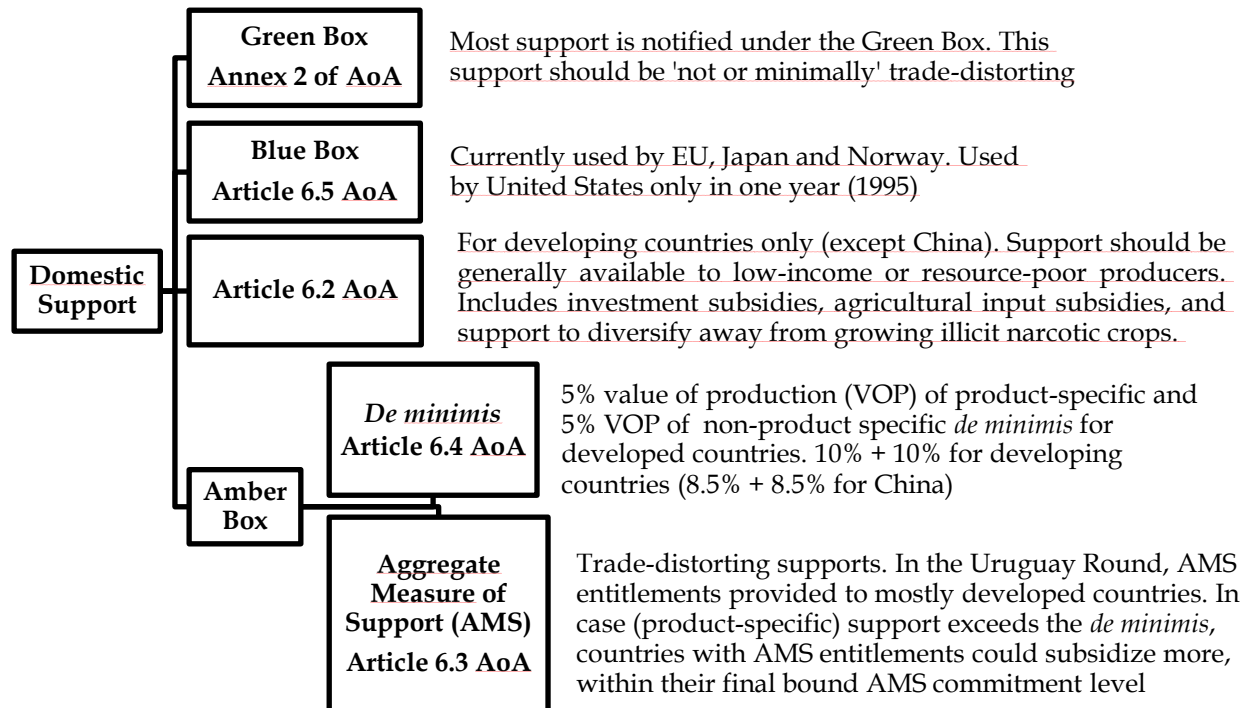 Green Box
Annex 2 of AoA
Most support is notified under the Green Box. This
support should be 'not or minimally' trade-distorting
Blue Box
Article 6.5 AoA
Currently used by EU, Japan and Norway. Used
by United States only in one year (1995)
Domestic
Support
Article 6.2 AoA
For developing countries only (except China). Support should be
generally available to low-income or resource-poor producers.
Includes investment subsidies, agricultural input subsidies, and
support to diversify away from growing illicit narcotic crops.
Amber
Box
De minimis
Article 6.4 AoA
5% value of production (VOP) of product-specific and
5% VOP of non-product specific de minimis for
developed countries. 10% + 10% for developing
countries (8.5% + 8.5% for China)
Aggregate
Measure of
Support (AMS)
Article 6.3 AoA
Trade-distorting supports. In the Uruguay Round, AMS
entitlements provided to mostly developed countries. In
case (product-specific) support exceeds the de minimis,
countries with AMS entitlements could subsidize more,
within their final bound AMS commitment level